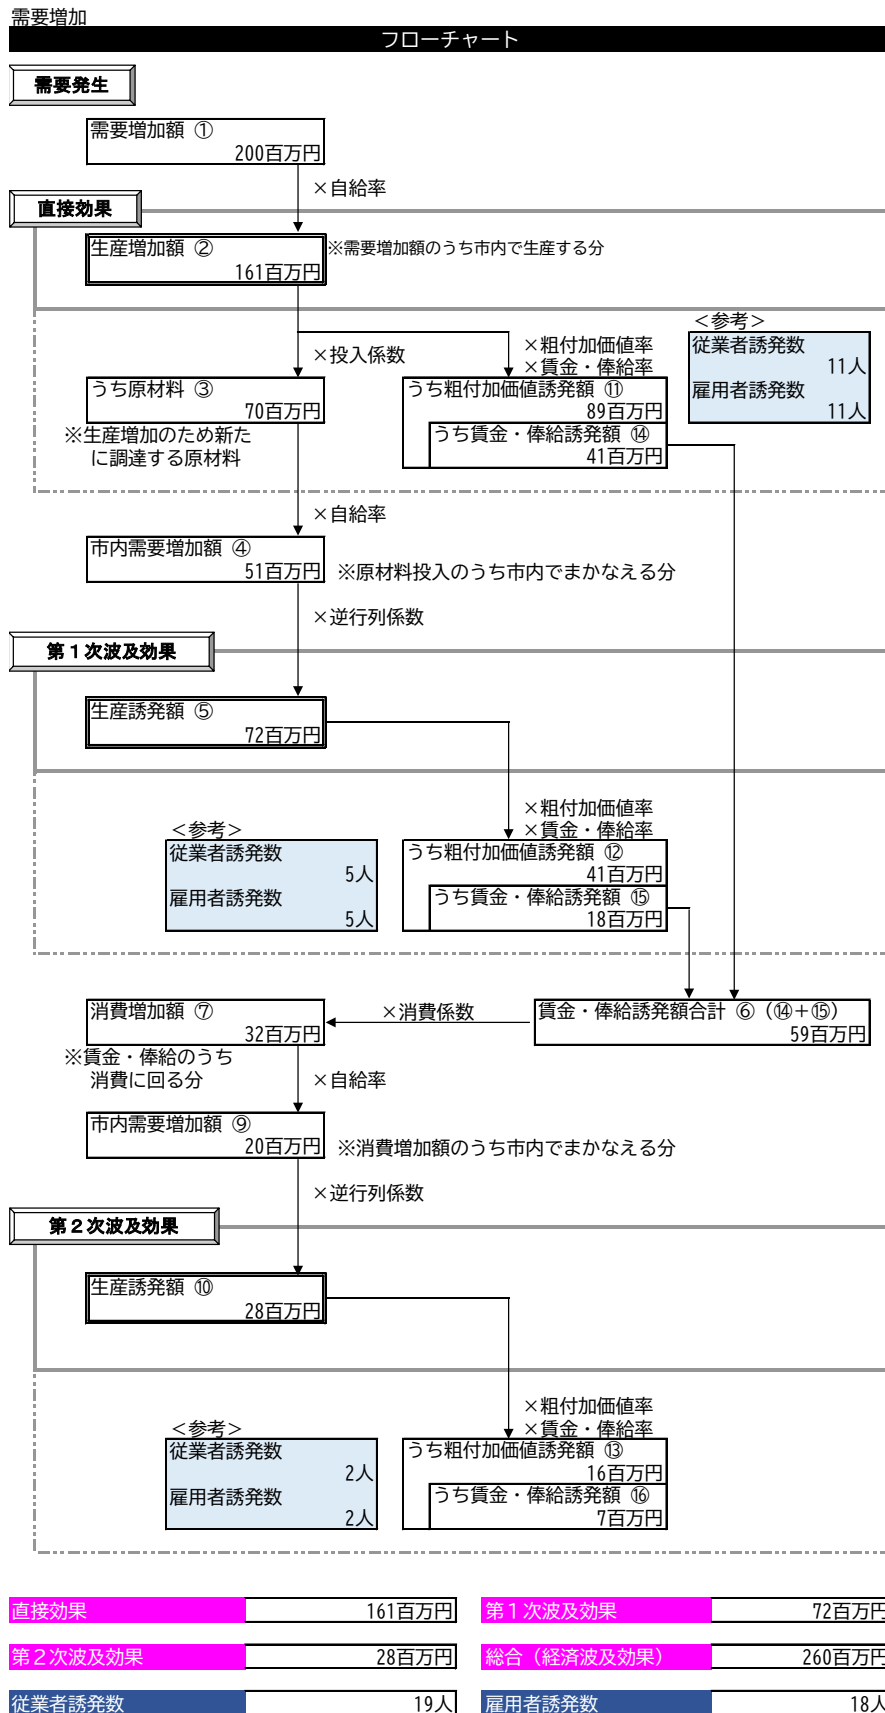 需要増加
フローチャート
需要発生
需要増加額 ①
200百万円
×自給率
直接効果
生産増加額 ②
※需要増加額のうち市内で生産する分
161百万円
<参考>
×投入係数
×粗付加価値率
×賃金・俸給率
従業者誘発数
11人
雇用者誘発数
11人
うち原材料 ③
70百万円
うち粗付加価値誘発額 ⑪
89百万円
うち賃金・俸給誘発額 ⑭
41百万円
※生産増加のため新た
に調達する原材料
×自給率
市内需要増加額 ④
51百万円
※原材料投入のうち市内でまかなえる分
×逆行列係数
第1次波及効果
生産誘発額 ⑤
72百万円
×粗付加価値率
×賃金・俸給率
<参考>
従業者誘発数
5人
雇用者誘発数
5人
うち粗付加価値誘発額 ⑫
41百万円
うち賃金・俸給誘発額 ⑮
18百万円
消費増加額 ⑦
32百万円
×消費係数
賃金・俸給誘発額合計 ⑥(⑭+⑮)
59百万円
※賃金・俸給のうち
消費に回る分
×自給率
市内需要増加額 ⑨
20百万円
※消費増加額のうち市内でまかなえる分
×逆行列係数
第2次波及効果
生産誘発額 ⑩
28百万円
×粗付加価値率
×賃金・俸給率
<参考>
従業者誘発数
2人
雇用者誘発数
2人
うち粗付加価値誘発額 ⑬
16百万円
うち賃金・俸給誘発額 ⑯
7百万円
直接効果 161百万円 第1次波及効果 72百万円
第2次波及効果 28百万円 総合(経済波及効果) 260百万円
従業者誘発数 19人 雇用者誘発数 18人